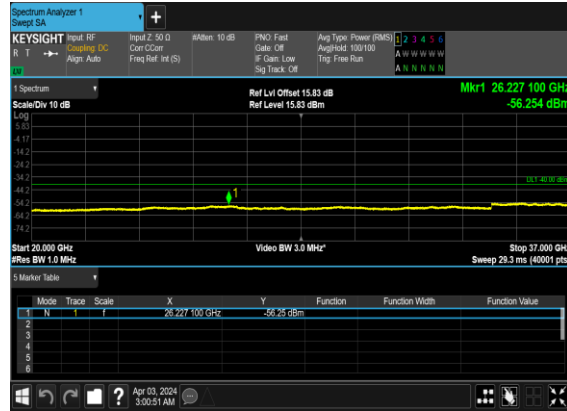 Spectrum Analyzer 1
Swept SA
+
KEYSIGHT
R T
Input: RF
Coupling: DC
Align: Auto
Input Z: 50 Ω
Corr CCorr
Freq Ref: Int (S)
#Atten: 10 dB
PNO: Fast
Gate: Off
IF Gain: Low
Sig Track: Off
Avg Type: Power (RMS)
Avg|Hold: 100/100
Trig: Free Run
1 2 3 4 5 6
A W W W W W
A N N N N N
1 Spectrum
Scale/Div 10 dB
Log
Ref Lvl Offset 15.83 dB
Ref Level 15.83 dBm
Mkr1 26.227 100 GHz
-56.254 dBm
5.83
-4.17
-14.2
-24.2
-34.2
-44.2
-54.2
-64.2
-74.2
DL1 -40.00 dBm
1
Start 20.000 GHz
#Res BW 1.0 MHz
Video BW 3.0 MHz*
Stop 37.000 GHz
Sweep 29.3 ms (40001 pts)
5 Marker Table
Mode Trace Scale X Y Function Function Width Function Value
1 N 1 f 26.227 100 GHz -56.25 dBm
2
3
4
5
6
?
Apr 03, 2024
3:00:51 AM